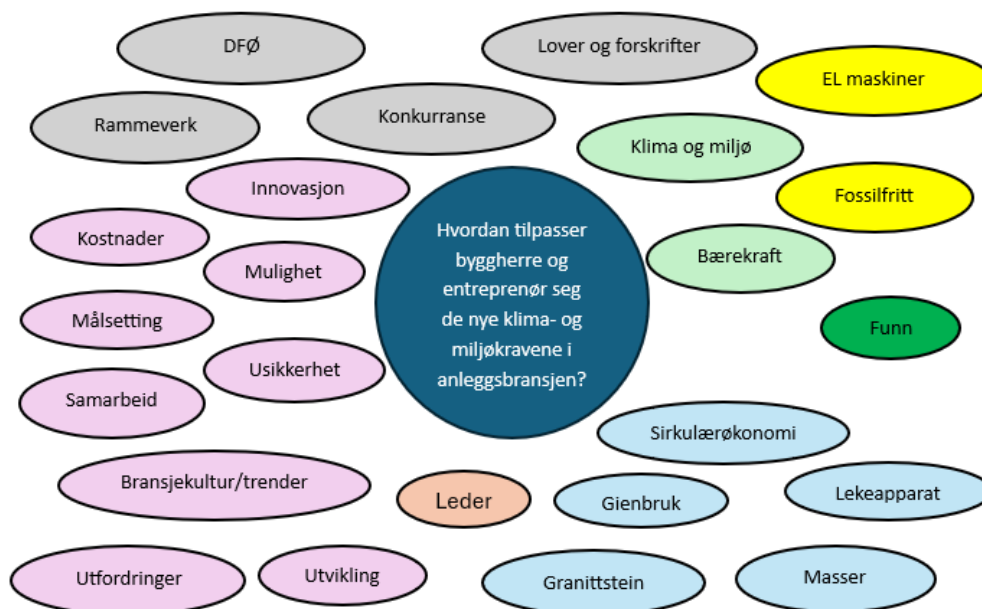 DFØ
Lover og forskrifter
EL maskiner
Rammeverk
Konkurranse
Klima og miljø
Innovasjon
Fossilfritt
Kostnader
Mulighet
Hvordan tilpasser
byggherre og
entreprenør seg
de nye klima- og
miljøkravene i
anleggsbransjen?
Bærekraft
Målsetting
Funn
Usikkerhet
Samarbeid
Sirkulærøkonomi
Bransjekultur/trender
Leder
Gienbruk
Lekeapparat
Utfordringer
Utvikling
Granittstein
Masser